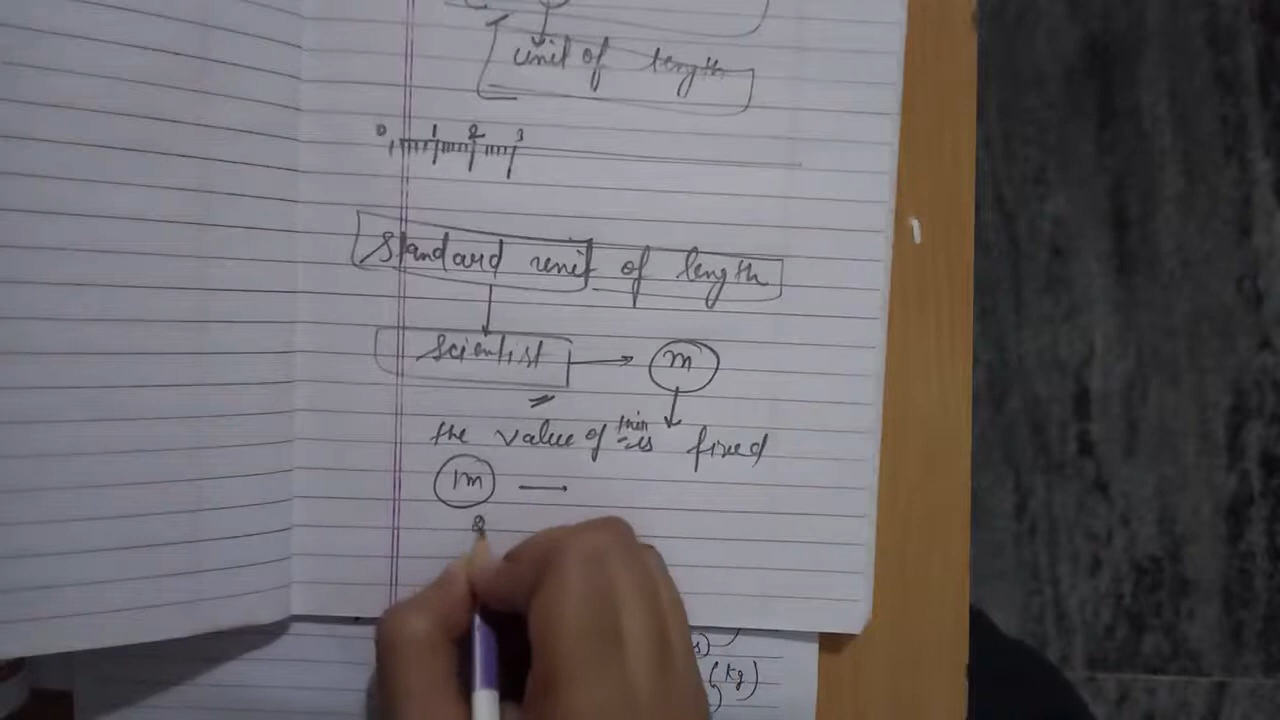 unit of length
0 1 2 3
Standard unit of length
Scientist m
the value of this is fixed
1m
(kg)